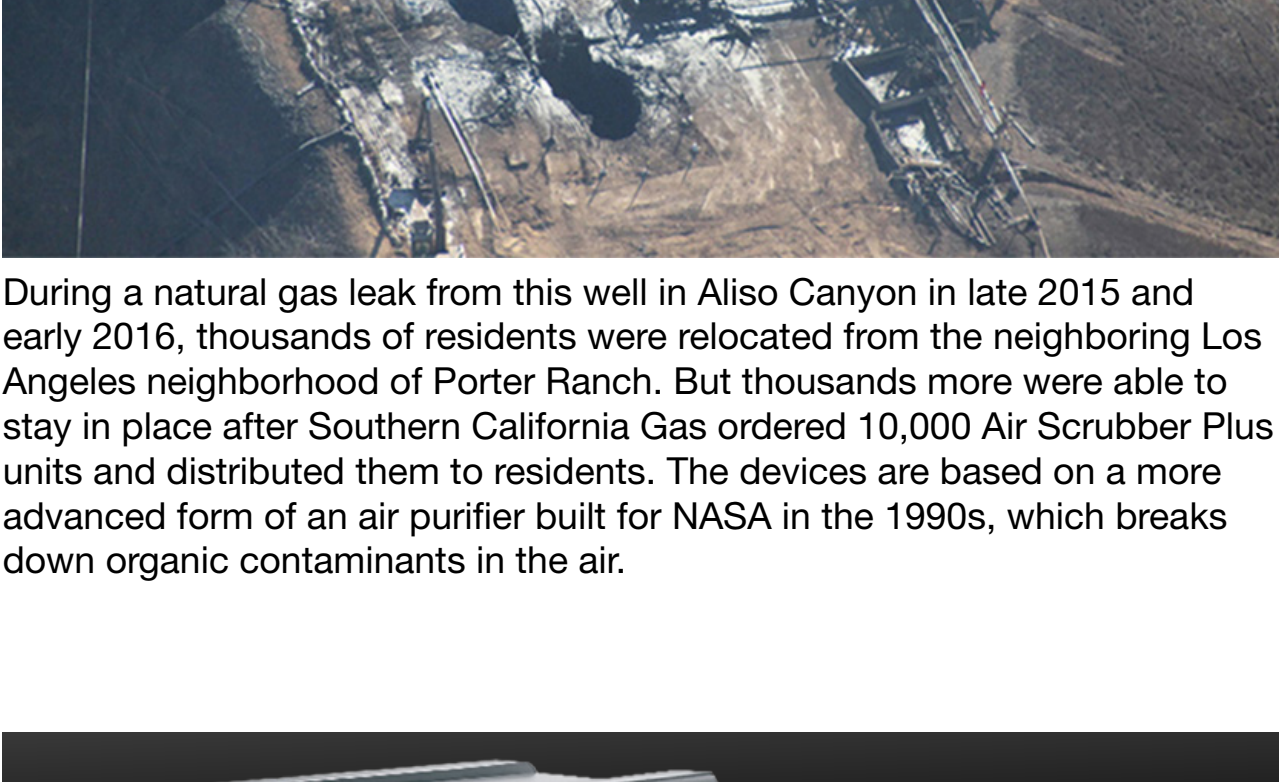 During a natural gas leak from this well in Aliso Canyon in late 2015 and
early 2016, thousands of residents were relocated from the neighboring Los
Angeles neighborhood of Porter Ranch. But thousands more were able to
stay in place after Southern California Gas ordered 10,000 Air Scrubber Plus
units and distributed them to residents. The devices are based on a more
advanced form of an air purifier built for NASA in the 1990s, which breaks
down organic contaminants in the air.